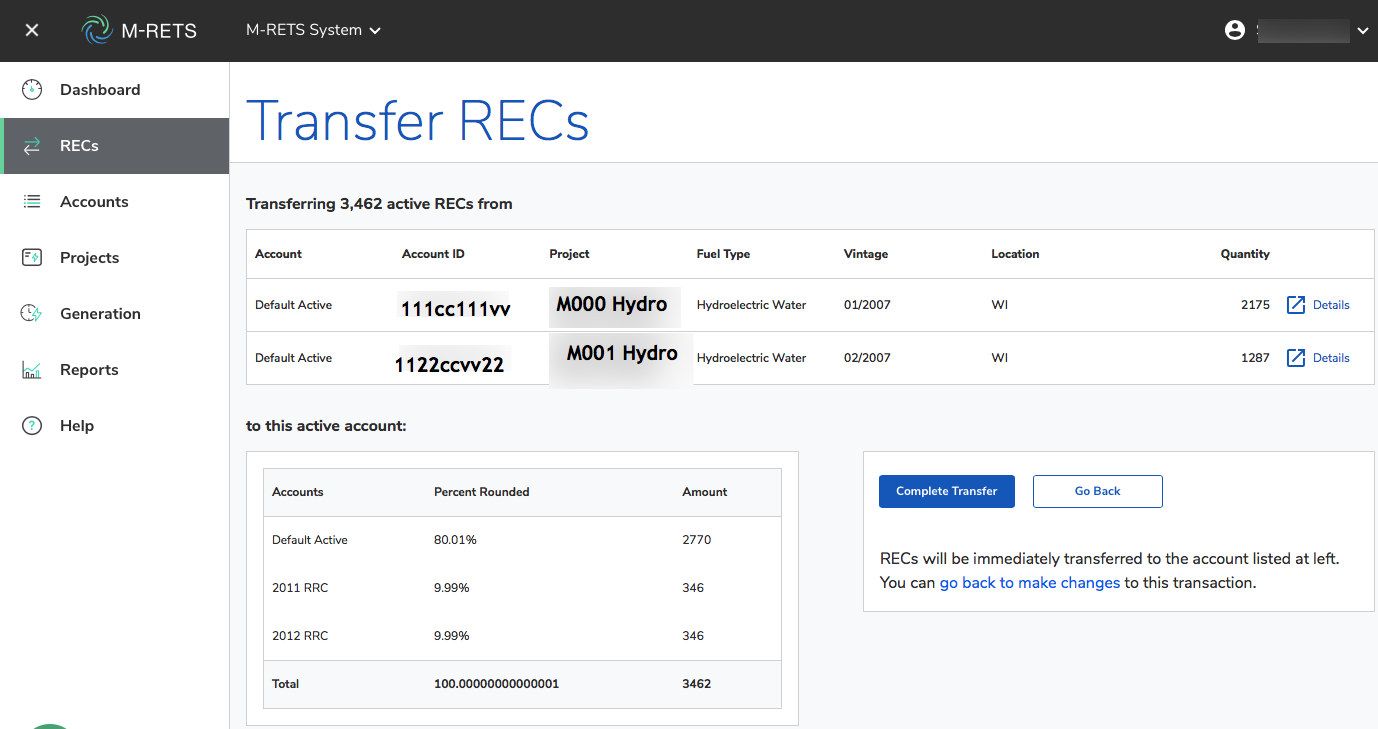 M-RETS M-RETS System
Dashboard
RECs
Accounts
Projects
Generation
Reports
Help
Transfer RECs
Transferring 3,462 active RECs from
Account Account ID Project Fuel Type Vintage Location Quantity
Default Active 111cc111vv M000 Hydro Hydroelectric Water 01/2007 WI 2175 Details
Default Active 1122ccvv22 M001 Hydro Hydroelectric Water 02/2007 WI 1287 Details
to this active account:
Accounts Percent Rounded Amount
Default Active 80.01% 2770
2011 RRC 9.99% 346
2012 RRC 9.99% 346
Total 100.00000000000001 3462
Complete Transfer Go Back
RECs will be immediately transferred to the account listed at left.
You can go back to make changes to this transaction.